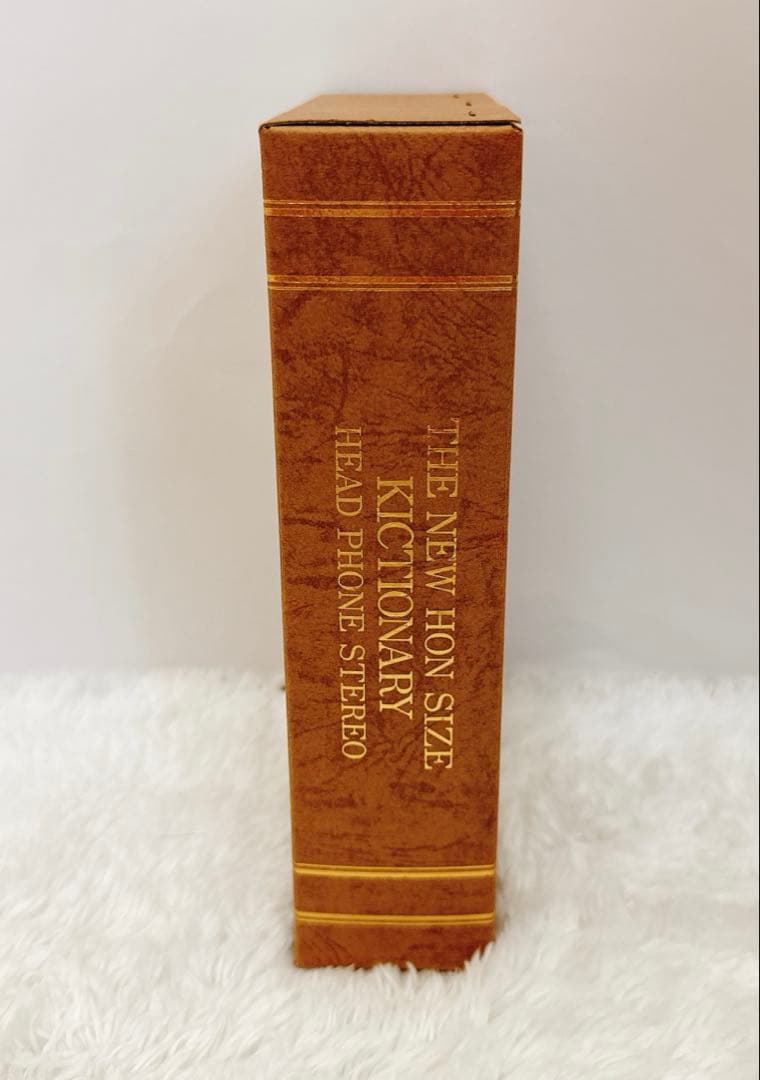 THE NEW HON SIZE
KICTIONARY
HEAD PHONE STEREO